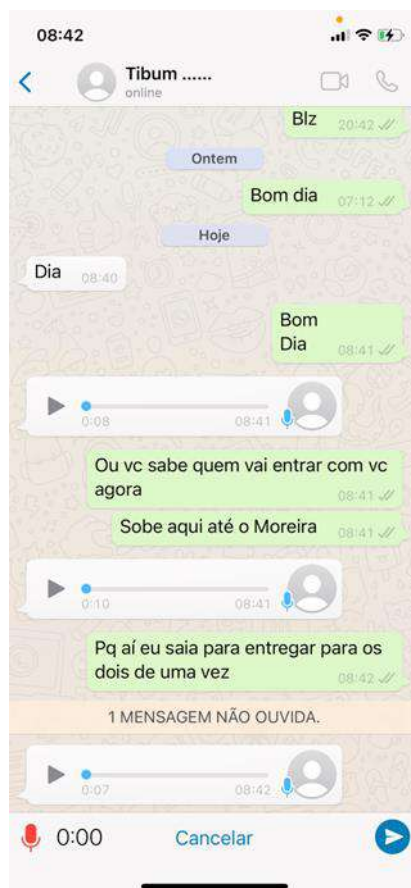 08:42
Tibum ......
online
Blz 20:42
Ontem
Bom dia 07:12
Hoje
Dia 08:40
Bom
Dia 08:41
0:08 08:41
Ou vc sabe quem vai entrar com vc
agora 08:41
Sobe aqui até o Moreira 08:41
0:10 08:41
Pq aí eu saia para entregar para os
dois de uma vez 08:42
1 MENSAGEM NÃO OUVIDA.
0:07 08:42
0:00 Cancelar